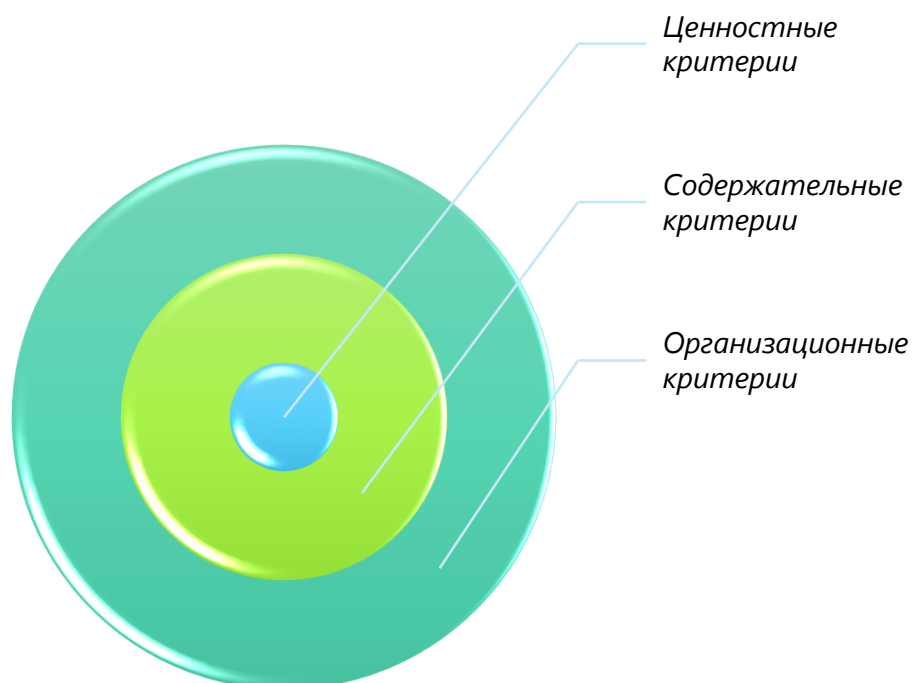 Ценностные
критерии
Содержательные
критерии
Организационные
критерии